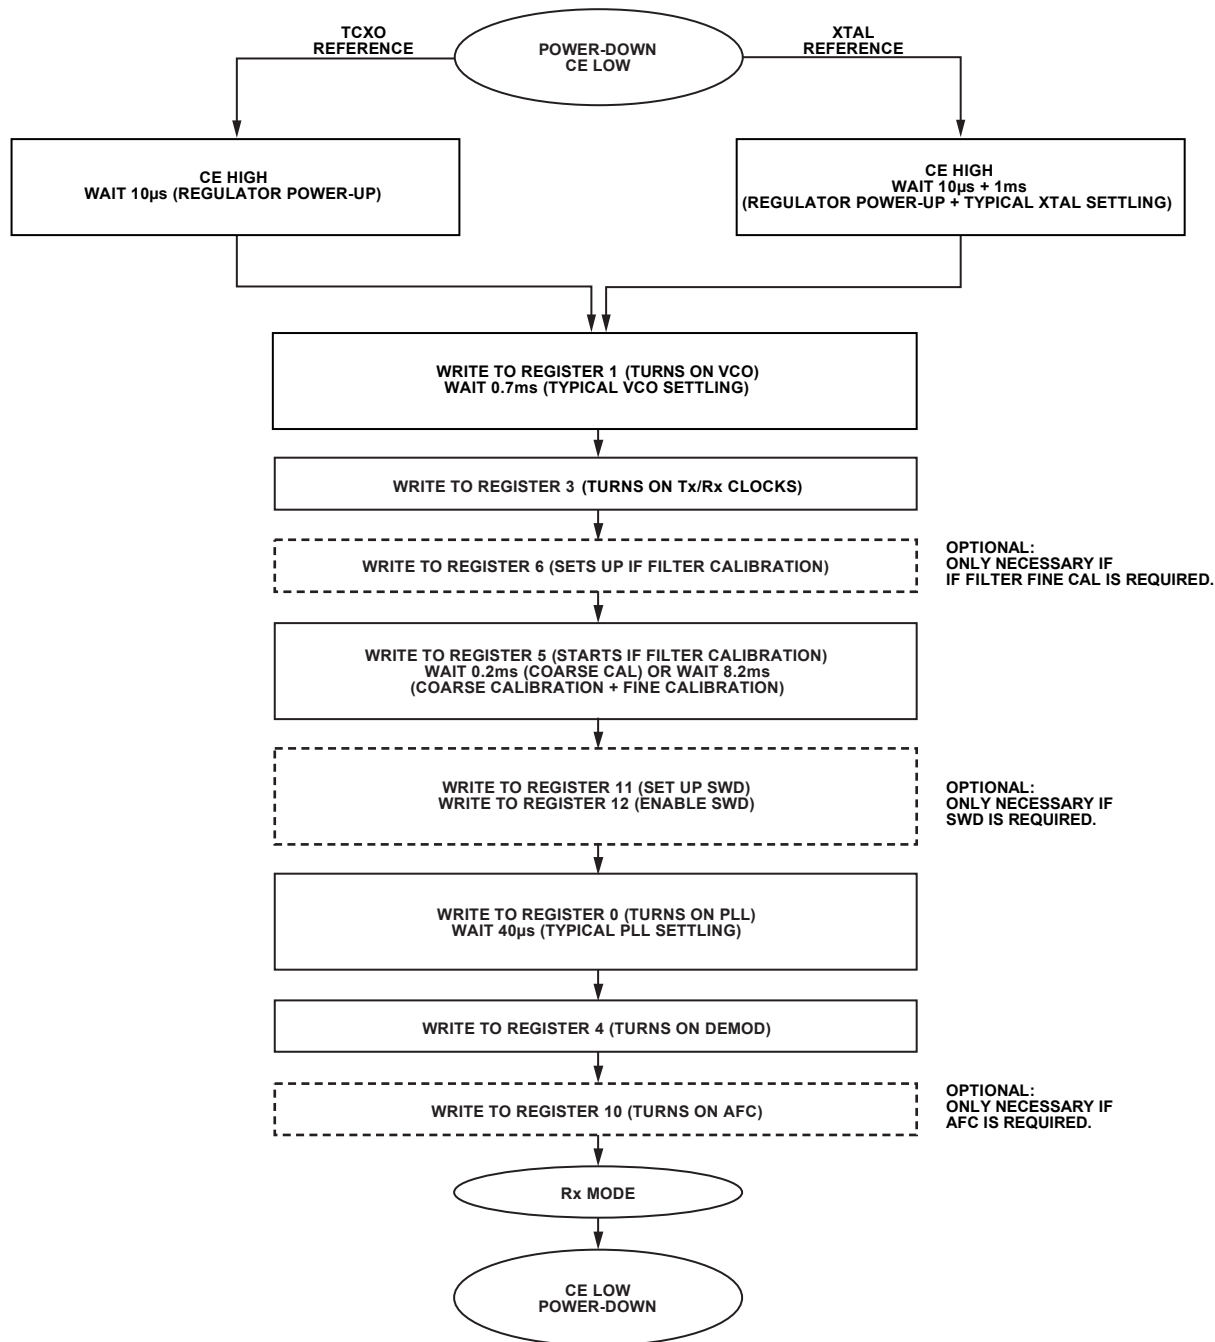 TCXO
REFERENCE
POWER-DOWN
CE LOW
XTAL
REFERENCE
CE HIGH
WAIT 10µs (REGULATOR POWER-UP)
CE HIGH
WAIT 10µs + 1ms
(REGULATOR POWER-UP + TYPICAL XTAL SETTLING)
WRITE TO REGISTER 1 (TURNS ON VCO)
WAIT 0.7ms (TYPICAL VCO SETTLING)
WRITE TO REGISTER 3 (TURNS ON Tx/Rx CLOCKS)
WRITE TO REGISTER 6 (SETS UP IF FILTER CALIBRATION)
OPTIONAL:
ONLY NECESSARY IF
IF FILTER FINE CAL IS REQUIRED.
WRITE TO REGISTER 5 (STARTS IF FILTER CALIBRATION)
WAIT 0.2ms (COARSE CAL) OR WAIT 8.2ms
(COARSE CALIBRATION + FINE CALIBRATION)
WRITE TO REGISTER 11 (SET UP SWD)
WRITE TO REGISTER 12 (ENABLE SWD)
OPTIONAL:
ONLY NECESSARY IF
SWD IS REQUIRED.
WRITE TO REGISTER 0 (TURNS ON PLL)
WAIT 40µs (TYPICAL PLL SETTLING)
WRITE TO REGISTER 4 (TURNS ON DEMOD)
WRITE TO REGISTER 10 (TURNS ON AFC)
OPTIONAL:
ONLY NECESSARY IF
AFC IS REQUIRED.
Rx MODE
CE LOW
POWER-DOWN